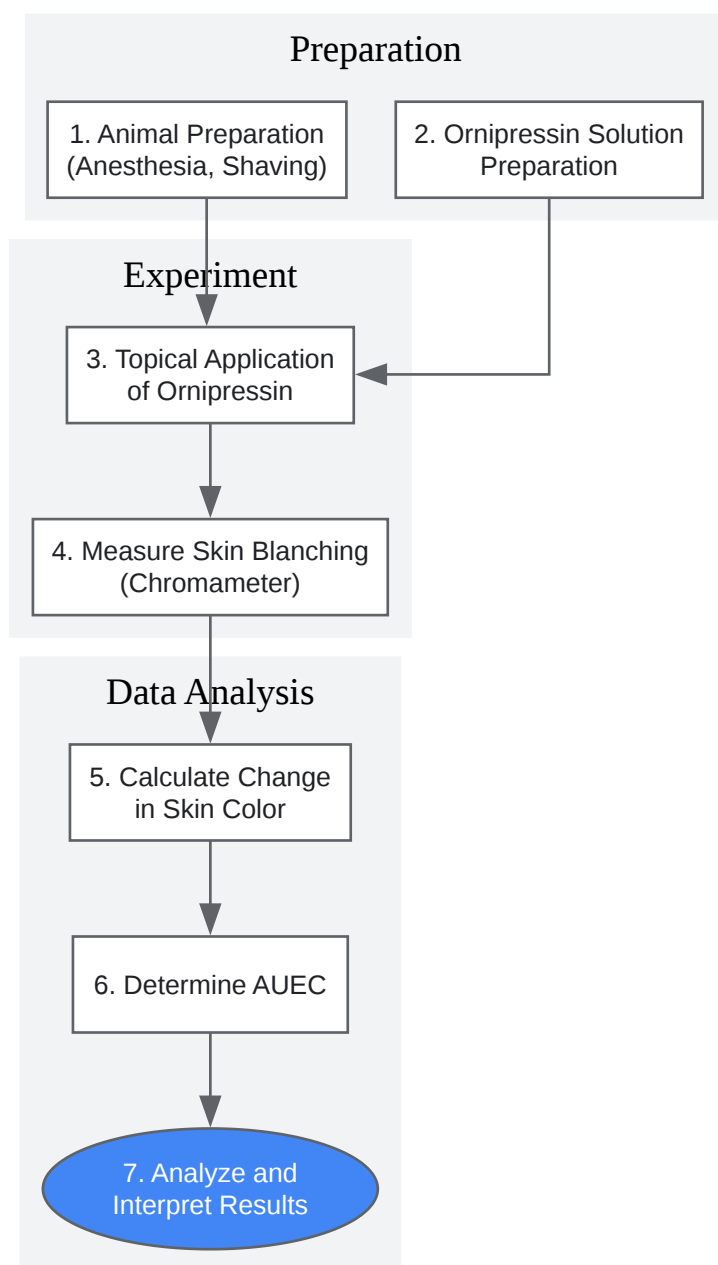 Preparation
1. Animal Preparation
(Anesthesia, Shaving)
2. Ornipressin Solution
Preparation
Experiment
3. Topical Application
of Ornipressin
4. Measure Skin Blanching
(Chromameter)
Data Analysis
5. Calculate Change
in Skin Color
6. Determine AUEC
7. Analyze and
Interpret Results